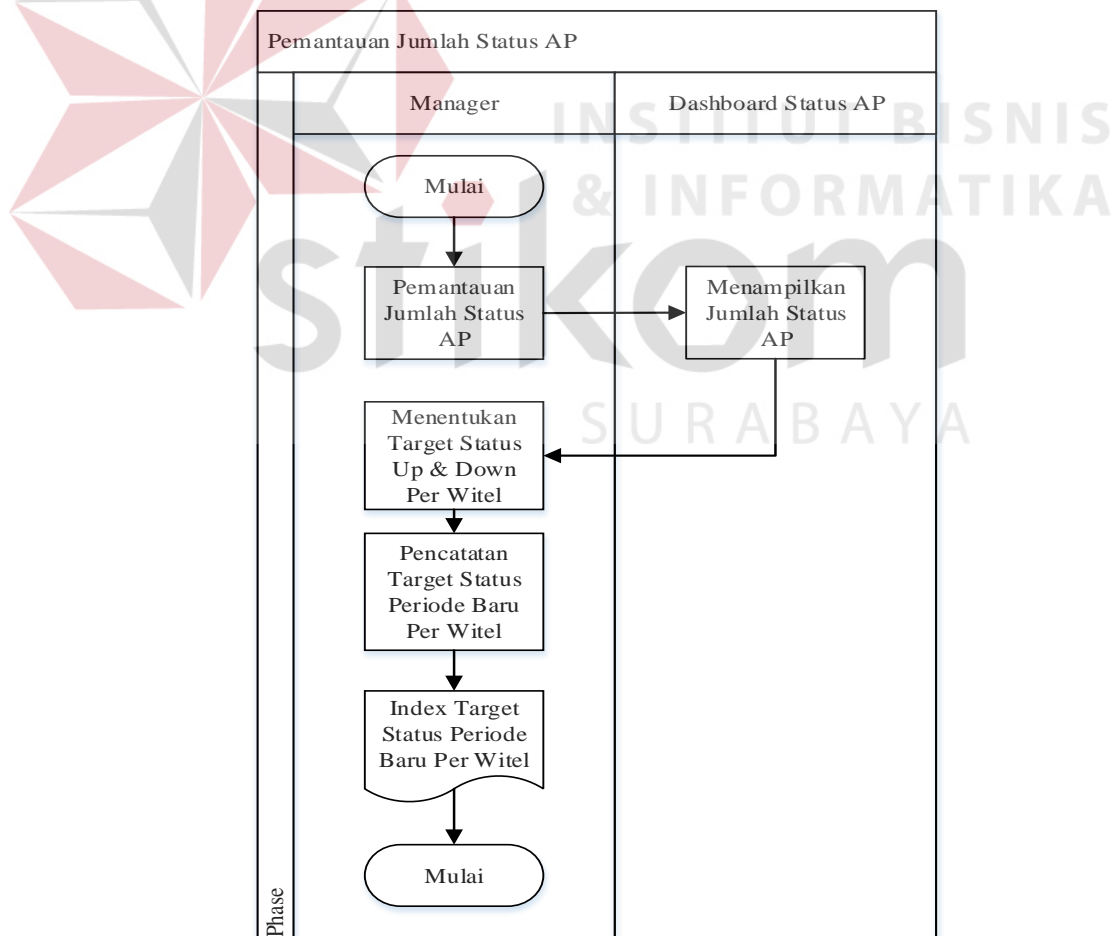 Pemantauan Jumlah Status AP
Manager
Dashboard Status AP
INSTITUT BISNIS
& INFORMATIKA
stikom
SURABAYA
Mulai
Pemantauan
Jumlah Status
AP
Menampilkan
Jumlah Status
AP
Menentukan
Target Status
Up & Down
Per Witel
Pencatatan
Target Status
Periode Baru
Per Witel
Index Target
Status Periode
Baru Per Witel
Mulai
Phase